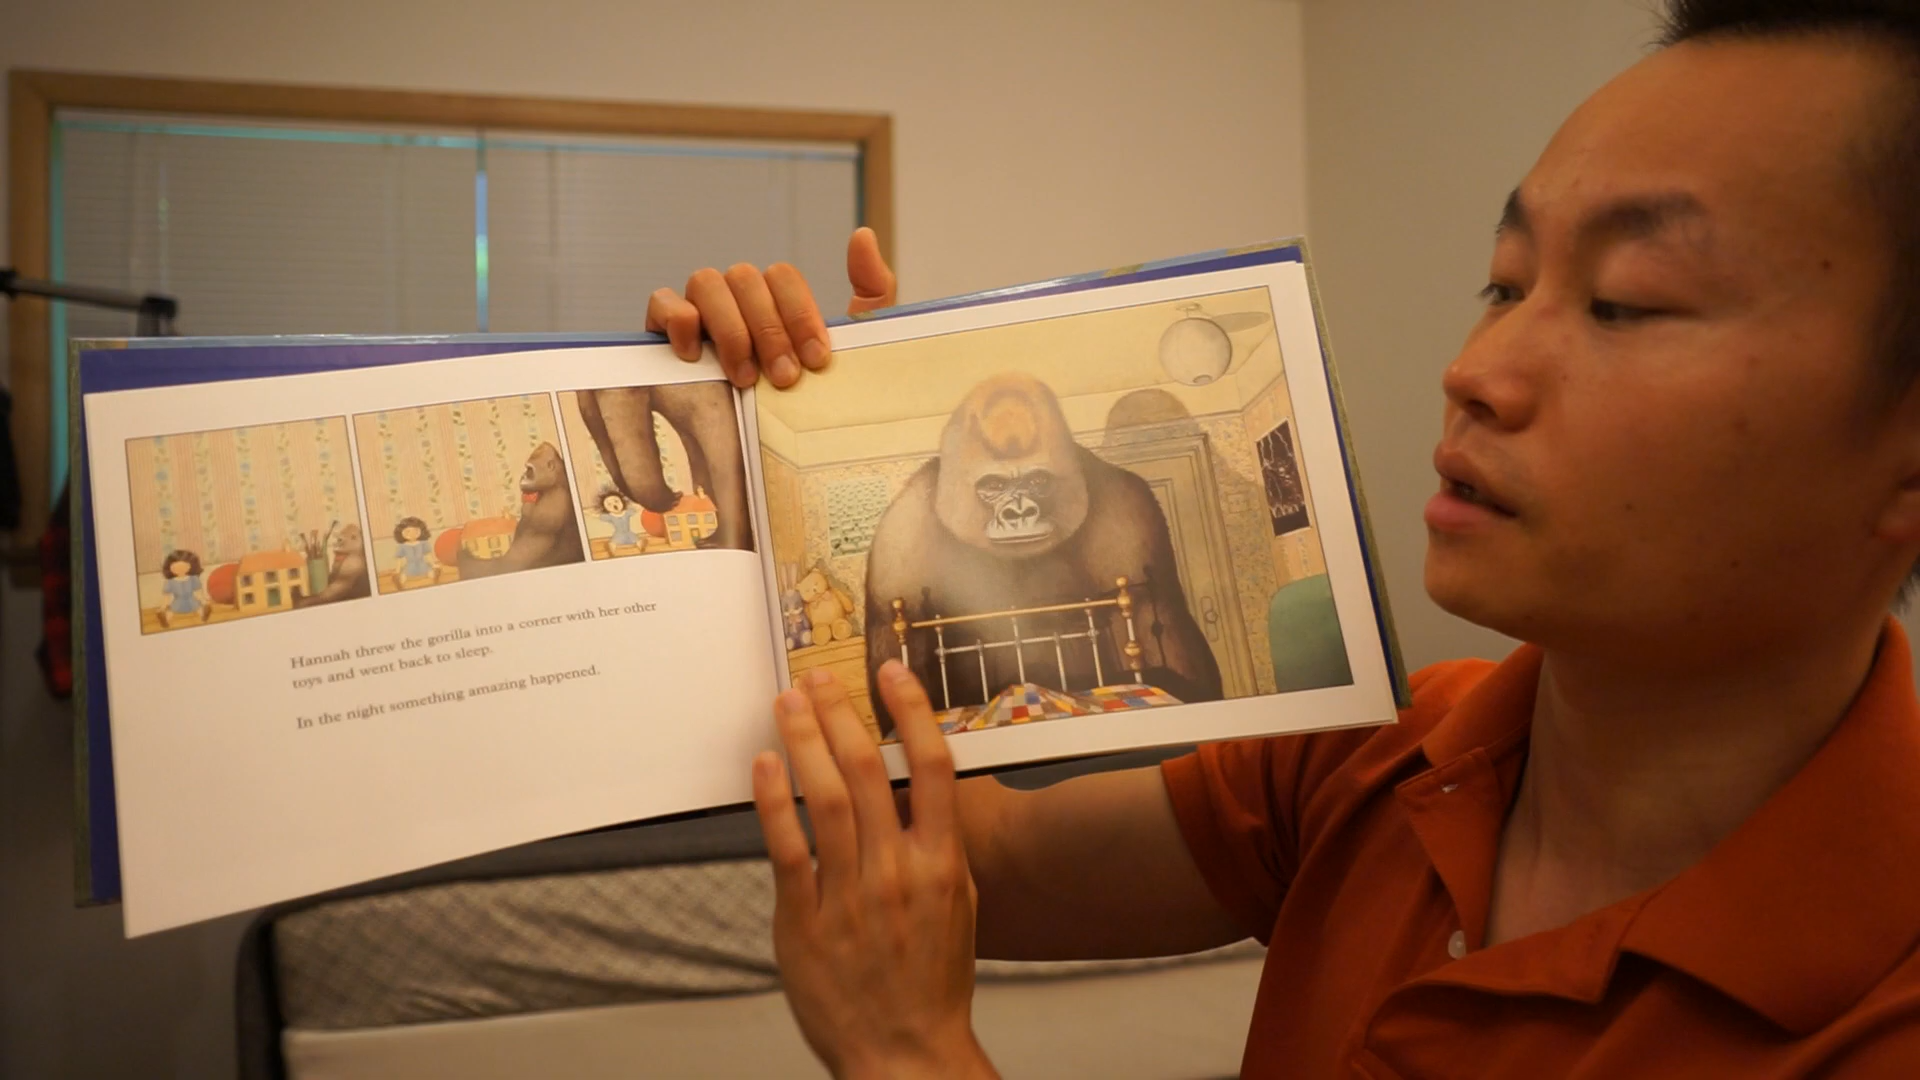 Hannah threw the gorilla into a corner with her other
toys and went back to sleep.
In the night something amazing happened.